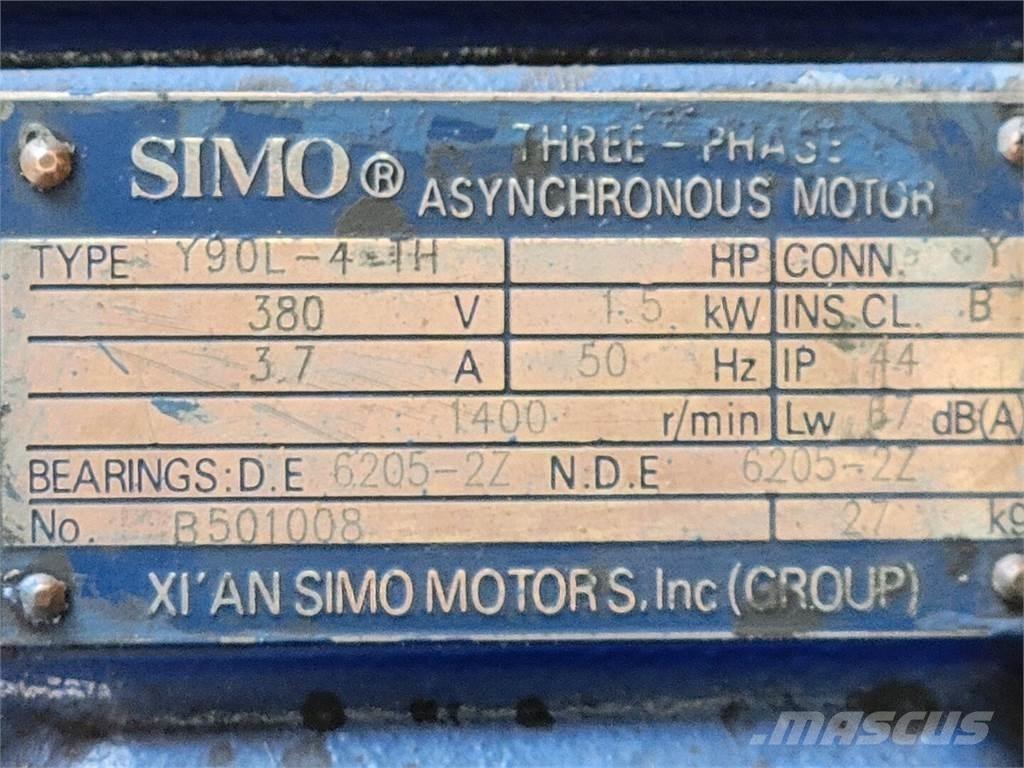 SIMO® THREE-PHASE
ASYNCHRONOUS MOTOR
TYPE Y90L-4-TH HP CONN. Y
380 V 1.5 kW INS.CL. B
3.7 A 50 Hz IP 44
1400 r/min Lw 67 dB(A)
BEARINGS:D.E 6205-2Z N.D.E 6205-2Z
No. B501008 27 kg
XI'AN SIMO MOTORS,Inc(GROUP)
MASCUS